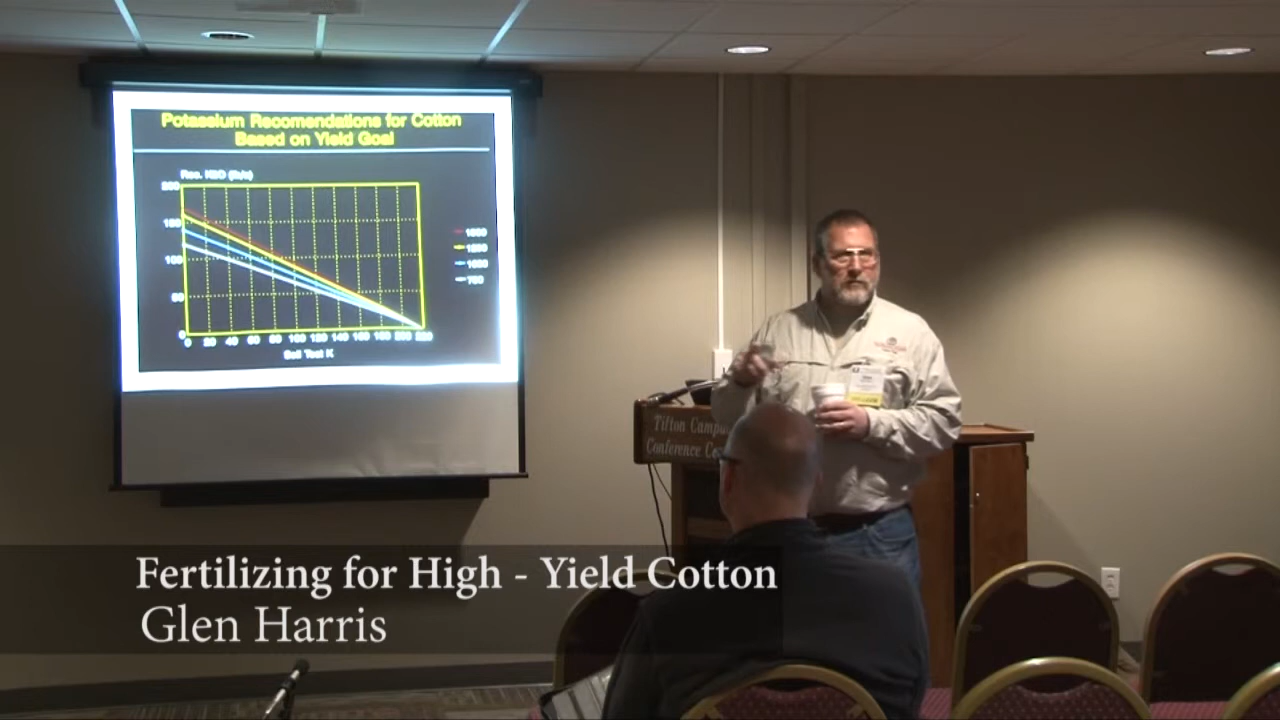 Potassium Recomendations for Cotton
Based on Yield Goal
Rec. K2O (lb/a)
200
150
100
50
0
0 20 40 60 80 100 120 140 160 180 200 220
Soil Test K
1500
1250
1000
750
Tifton Campus
Conference Ce
Fertilizing for High - Yield Cotton
Glen Harris